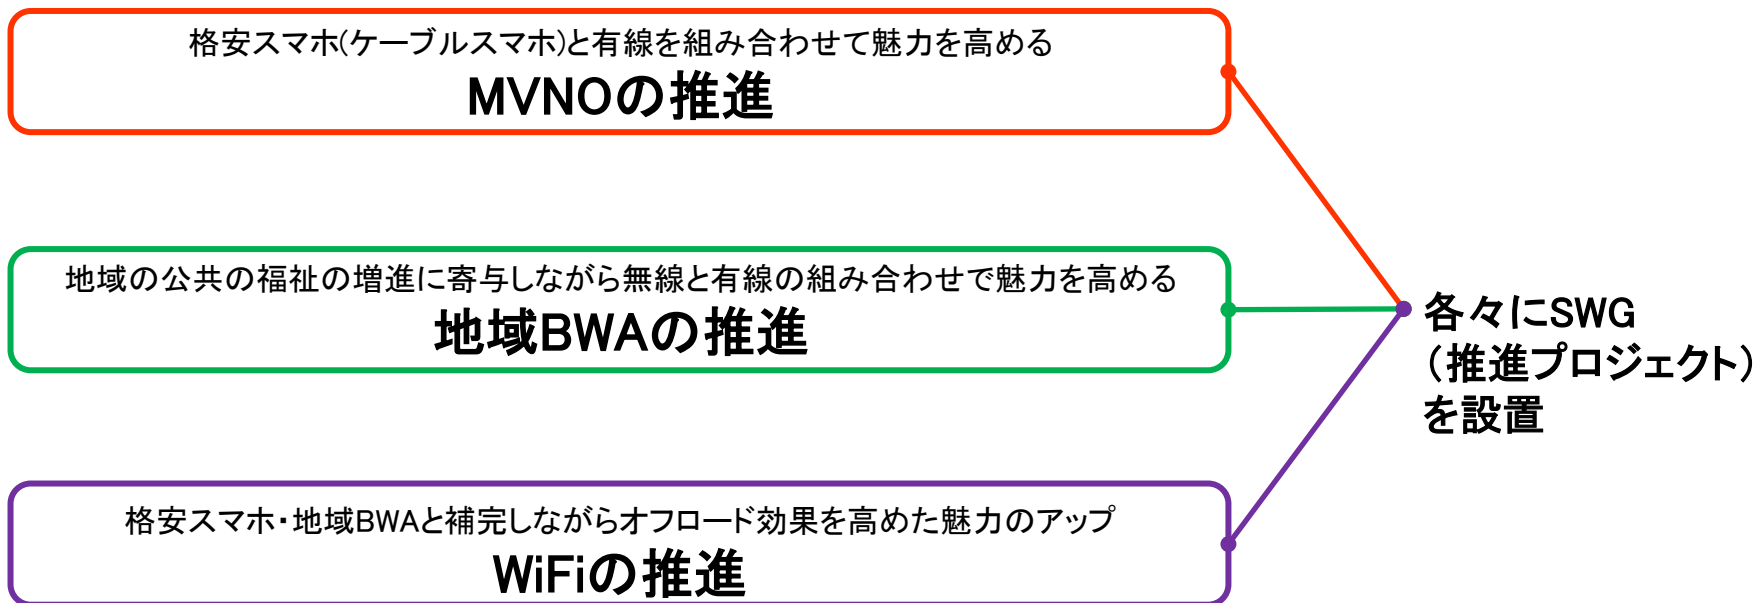 格安スマホ(ケーブルスマホ)と有線を組み合わせて魅力を高める
MVNOの推進
地域の公共の福祉の増進に寄与しながら無線と有線の組み合わせで魅力を高める
地域BWAの推進
格安スマホ・地域BWAと補完しながらオフロード効果を高めた魅力のアップ
WiFiの推進
各々にSWG
（推進プロジェクト）
を設置